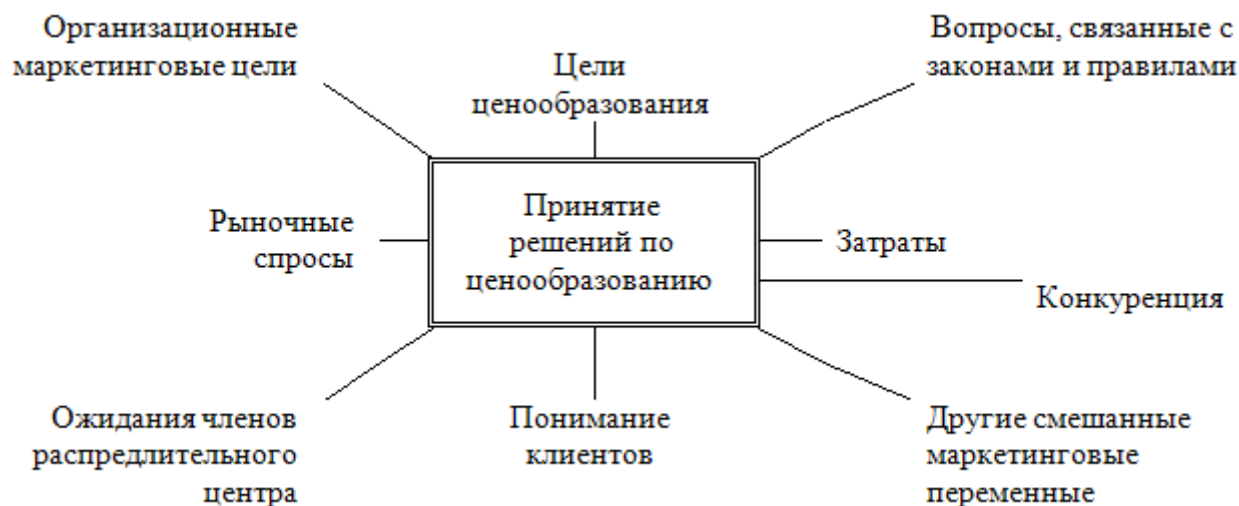 Организационные
маркетинговые цели
Цели
ценообразования
Вопросы, связанные с
законами и правилами
Рыночные
спросы
Принятие
решений по
ценообразованию
Затраты
Конкуренция
Ожидания членов
распредлительного
центра
Понимание
клиентов
Другие смешанные
маркетинговые
переменные